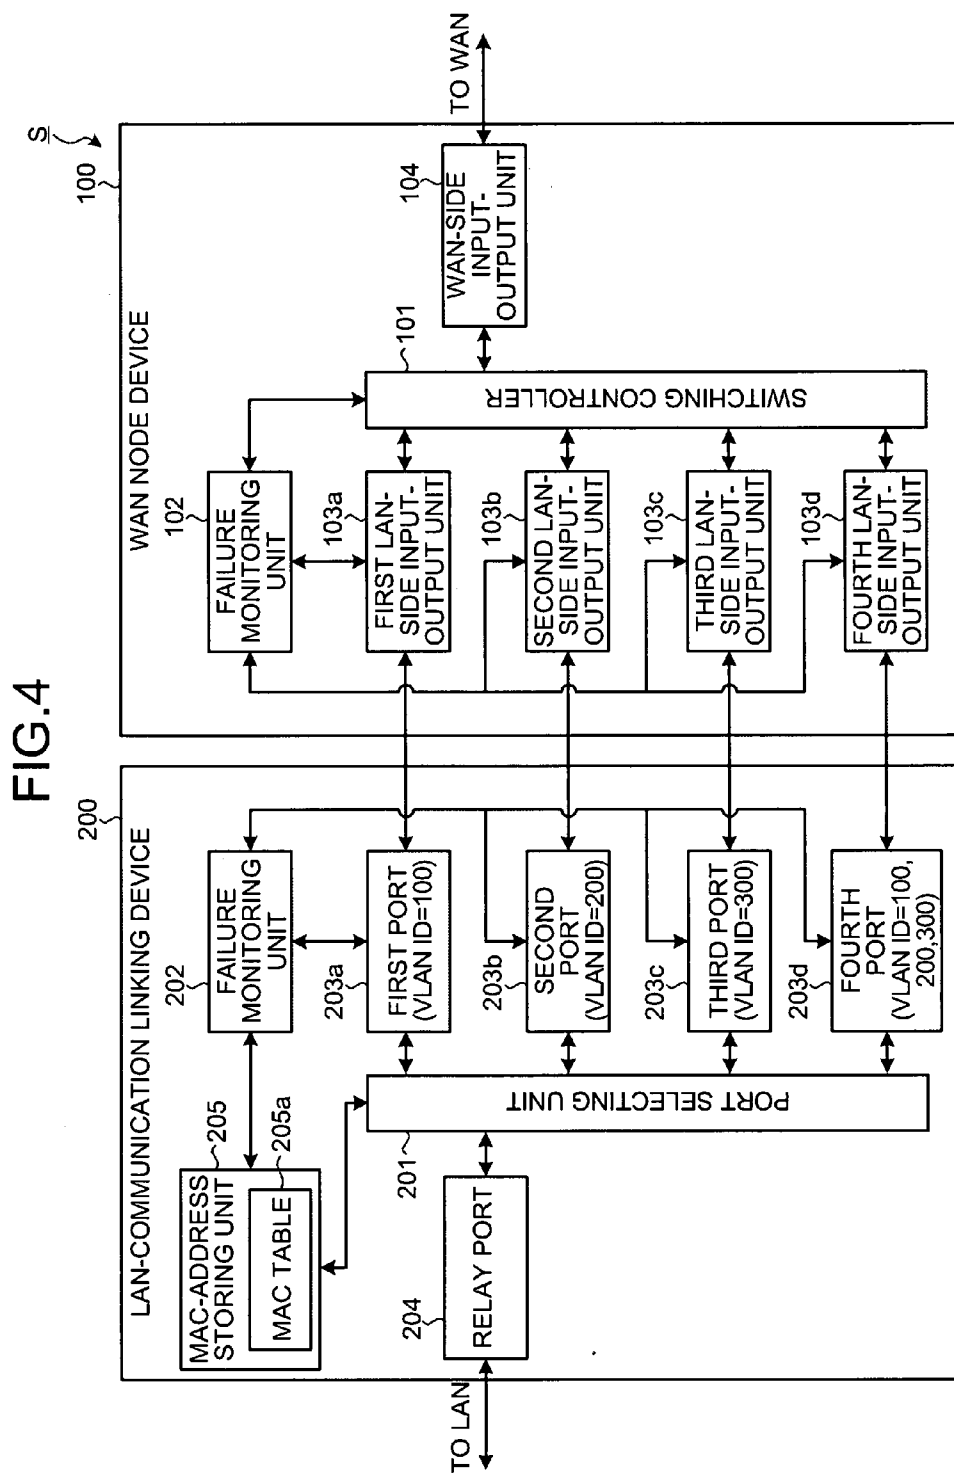 FIG.4
S
200
LAN-COMMUNICATION LINKING DEVICE
MAC-ADDRESS
STORING UNIT
205
MAC TABLE
205a
202
FAILURE
MONITORING
UNIT
TO LAN
204
RELAY PORT
201
PORT SELECTING UNIT
203a
FIRST PORT
(VLAN ID=100)
203b
SECOND
PORT
(VLAN ID=200)
203c
THIRD PORT
(VLAN ID=300)
203d
FOURTH
PORT
(VLAN ID=100,
200,300)
100
WAN NODE DEVICE
102
FAILURE
MONITORING
UNIT
103a
FIRST LAN-
SIDE INPUT-
OUTPUT UNIT
103b
SECOND LAN-
SIDE INPUT-
OUTPUT UNIT
103c
THIRD LAN-
SIDE INPUT-
OUTPUT UNIT
103d
FOURTH LAN-
SIDE INPUT-
OUTPUT UNIT
101
SWITCHING CONTROLLER
104
WAN-SIDE
INPUT-
OUTPUT UNIT
TO WAN